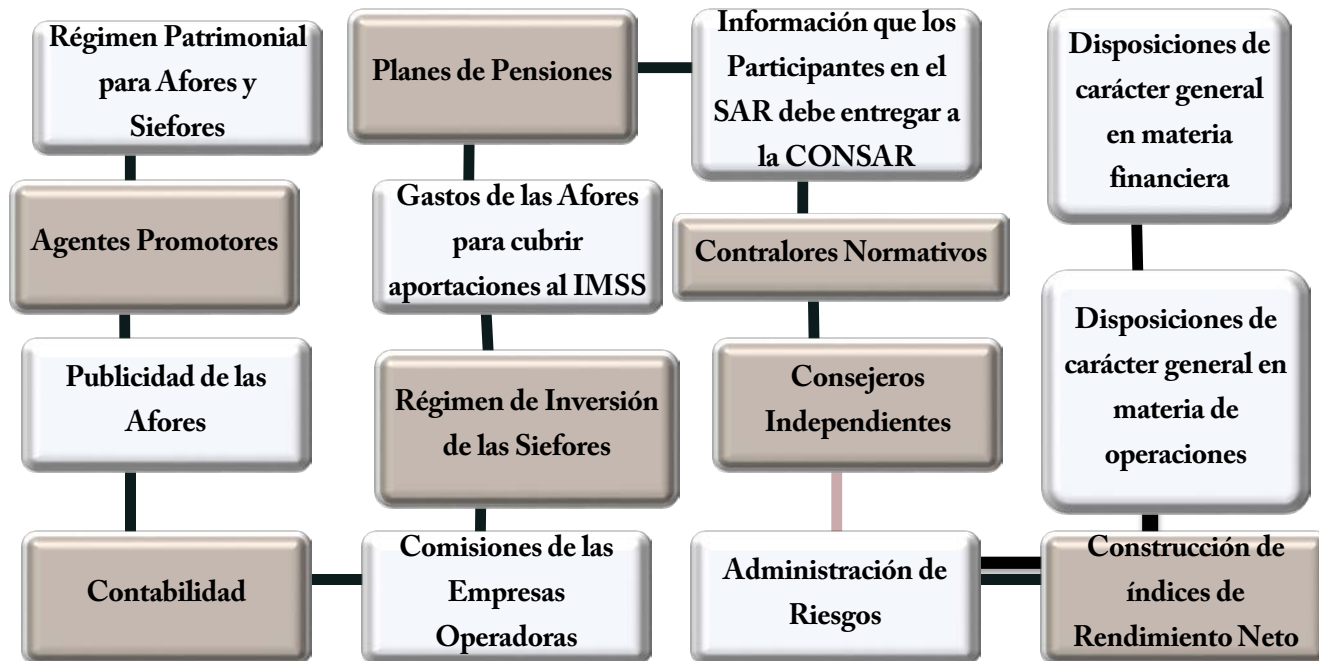 Régimen Patrimonial
para Afores y
Siefores
Agentes Promotores
Publicidad de las
Afores
Contabilidad
Comisiones de las
Empresas
Operadoras
Régimen de Inversión
de las Siefores
Gastos de las Afores
para cubrir
aportaciones al IMSS
Planes de Pensiones
Información que los
Participantes en el
SAR debe entregar a
la CONSAR
Contralores Normativos
Consejeros
Independientes
Administración de
Riesgos
Construcción de
índices de
Rendimiento Neto
Disposiciones de
carácter general en
materia de
operaciones
Disposiciones de
carácter general
en materia
financiera